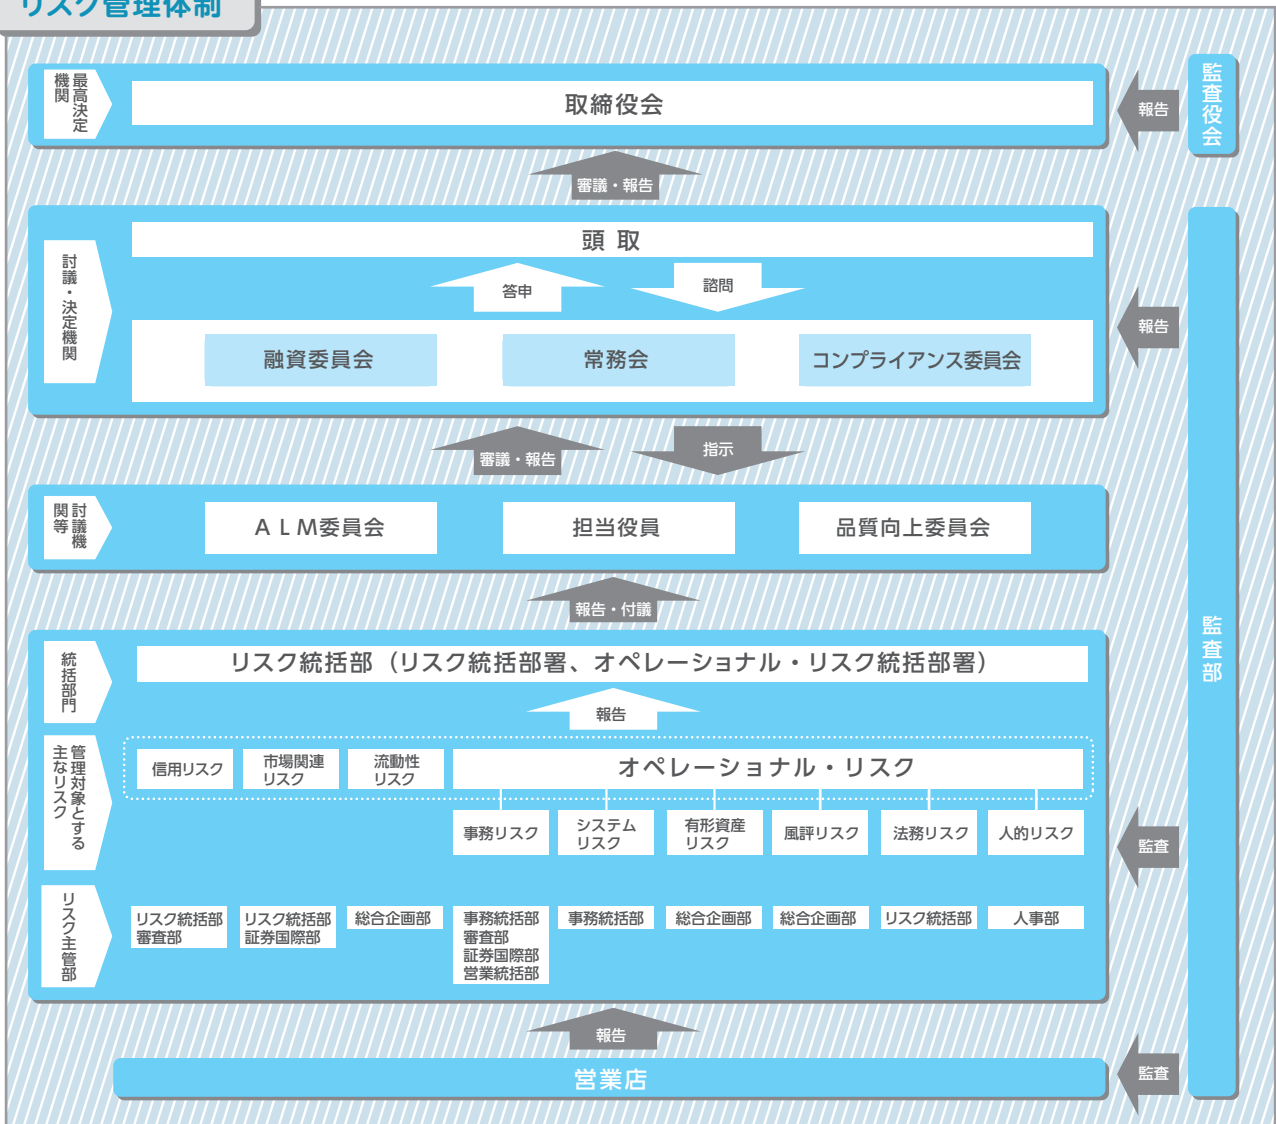 リスク管理体制
最高決定
機関
取締役会
報告
監査役会
審議・報告
討議・決定機関
頭 取
答申
諮問
融資委員会
常務会
コンプライアンス委員会
報告
審議・報告
指示
討議機
関等
ＡＬＭ委員会
担当役員
品質向上委員会
報告・付議
監査部
統括部門
リスク統括部（リスク統括部署、オペレーショナル・リスク統括部署）
報告
管理対象とする
主なリスク
信用リスク
市場関連
リスク
流動性
リスク
オペレーショナル・リスク
事務リスク
システム
リスク
有形資産
リスク
風評リスク
法務リスク
人的リスク
監査
リスク主管部
リスク統括部
審査部
リスク統括部
証券国際部
総合企画部
事務統括部
審査部
証券国際部
営業統括部
事務統括部
総合企画部
総合企画部
リスク統括部
人事部
報告
営業店
監査